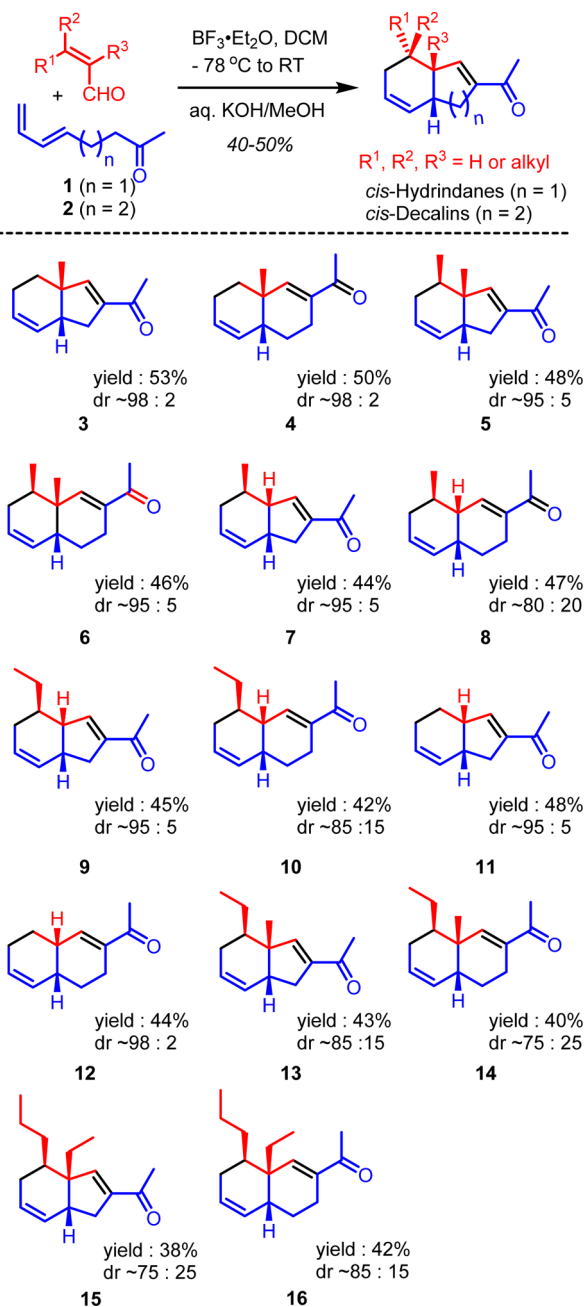 R2
R1
R3
CHO
+
O
n
1 (n = 1)
2 (n = 2)
BF3•Et2O, DCM
- 78 oC to RT
aq. KOH/MeOH
40-50%
R1
R2
R3
O
H
n
R1, R2, R3 = H or alkyl
cis-Hydrindanes (n = 1)
cis-Decalins (n = 2)
H
O
yield : 53%
dr ~98 : 2
3
H
O
yield : 50%
dr ~98 : 2
4
H
O
yield : 48%
dr ~95 : 5
5
H
O
yield : 46%
dr ~95 : 5
6
H
H
O
yield : 44%
dr ~95 : 5
7
H
H
O
yield : 47%
dr ~80 : 20
8
H
H
O
yield : 45%
dr ~95 : 5
9
H
H
O
yield : 42%
dr ~85 :15
10
H
H
O
yield : 48%
dr ~95 : 5
11
H
H
O
yield : 44%
dr ~98 : 2
12
H
O
yield : 43%
dr ~85 :15
13
H
O
yield : 40%
dr ~75 : 25
14
H
O
yield : 38%
dr ~75 : 25
15
H
O
yield : 42%
dr ~85 : 15
16